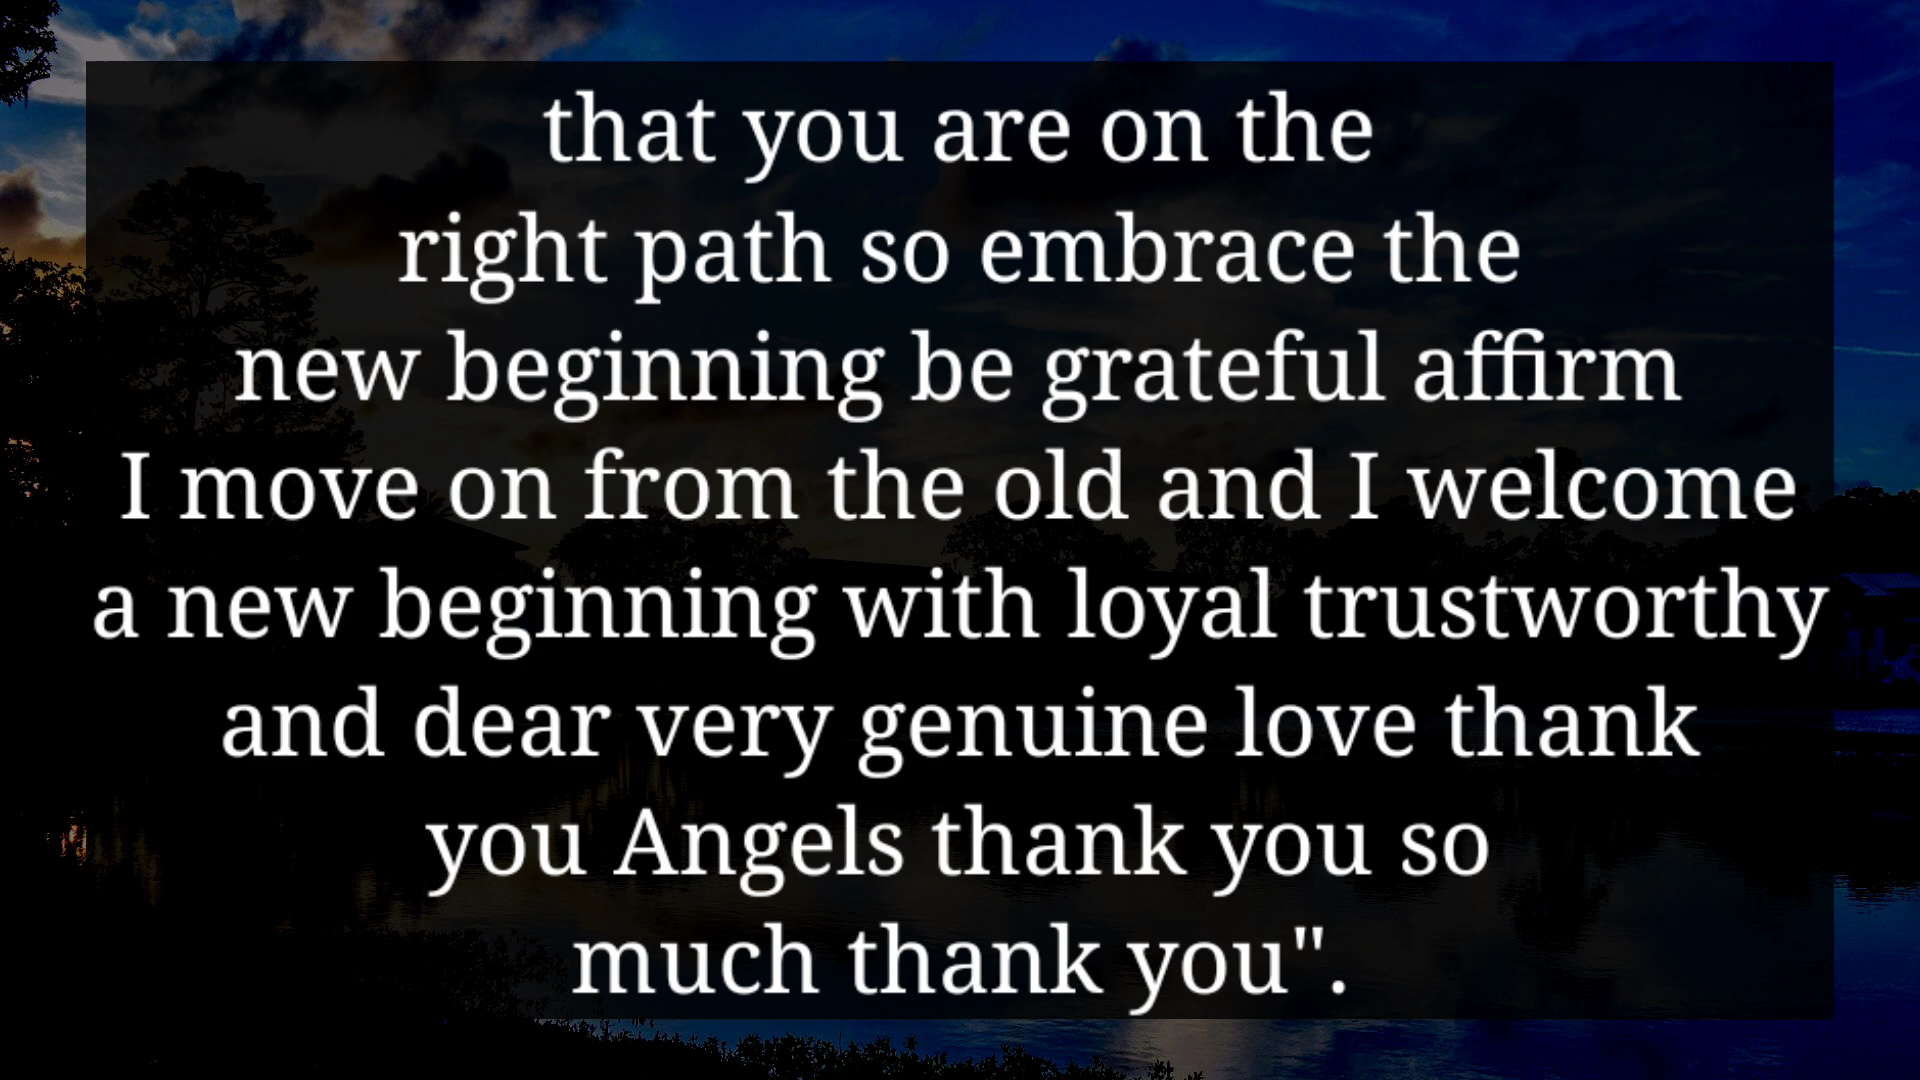 that you are on the
right path so embrace the
new beginning be grateful affirm
I move on from the old and I welcome
a new beginning with loyal trustworthy
and dear very genuine love thank
you Angels thank you so
much thank you".